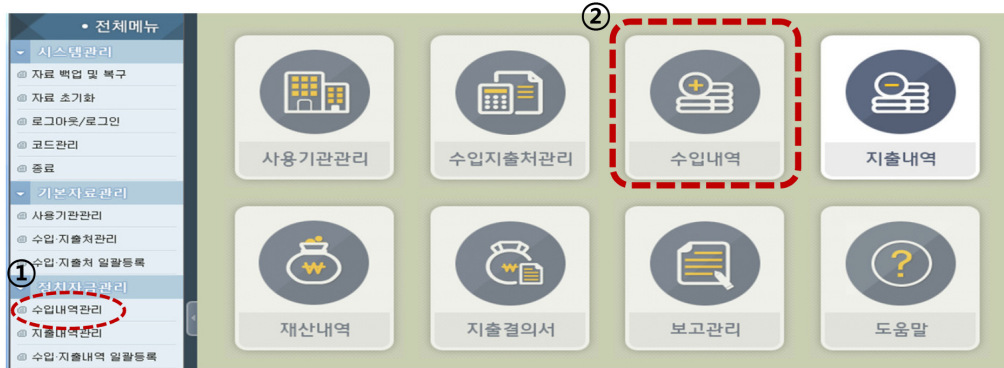 • 전체메뉴
시스템관리
자료 백업 및 복구
자료 초기화
로그아웃/로그인
코드관리
종료
기본자료관리
사용기관관리
수입·지출처관리
수입·지출처 일괄등록
①
정치자금관리
수입내역관리
지출내역관리
수입·지출내역 일괄등록
②
사용기관관리
수입지출처관리
수입내역
지출내역
재산내역
지출결의서
보고관리
도움말